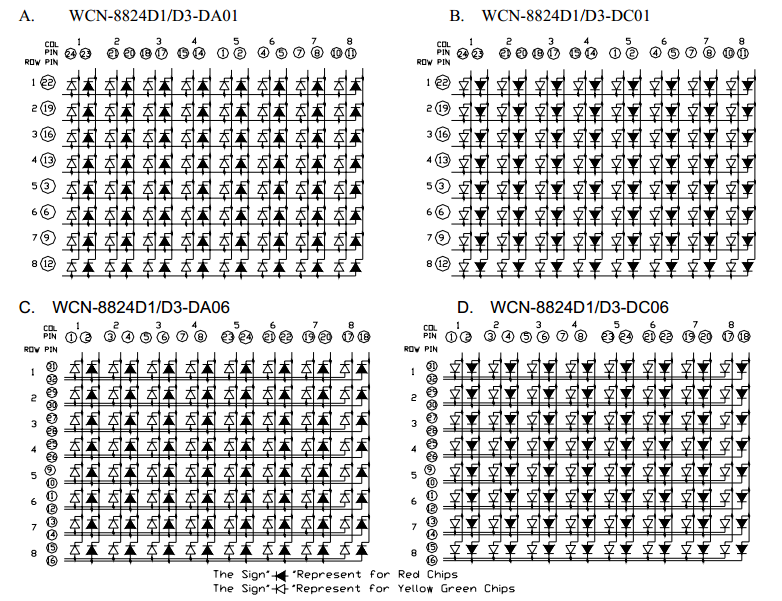 A. WCN-8824D1/D3-DA01
COL 1 2 3 4 5 6 7 8
PIN 24 23 21 20 18 17 15 14 1 2 4 5 7 8 10 11
ROW PIN
1 22
2 19
3 16
4 13
5 3
6 6
7 9
8 12
B. WCN-8824D1/D3-DC01
COL 1 2 3 4 5 6 7 8
PIN 24 23 21 20 18 17 15 14 1 2 4 5 7 8 10 11
ROW PIN
1 22
2 19
3 16
4 13
5 3
6 6
7 9
8 12
C. WCN-8824D1/D3-DA06
COL 1 2 3 4 5 6 7 8
PIN 1 2 3 4 5 6 7 8 23 24 21 22 19 20 17 18
ROW PIN
1 31
32
2 29
30
3 27
28
4 25
26
5 9
10
6 11
12
7 13
14
8 15
16
D. WCN-8824D1/D3-DC06
COL 1 2 3 4 5 6 7 8
PIN 1 2 3 4 5 6 7 8 23 24 21 22 19 20 17 18
ROW PIN
1 31
32
2 29
30
3 27
28
4 25
26
5 9
10
6 11
12
7 13
14
8 15
16
The Sign" "Represent for Red Chips
The Sign" "Represent for Yellow Green Chips